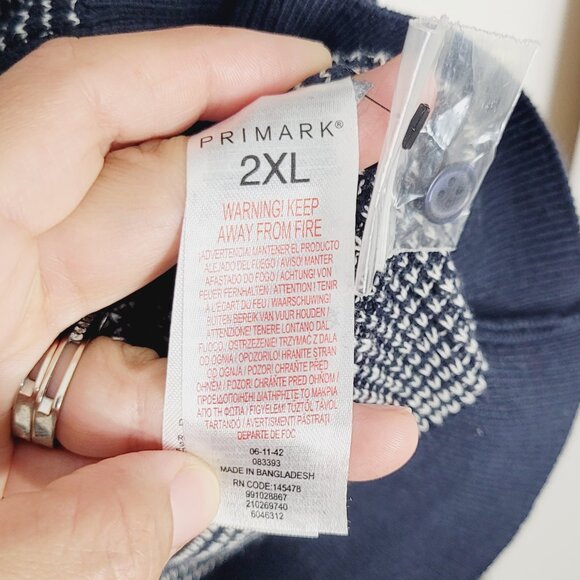 PRIMARK®
2XL
WARNING! KEEP
AWAY FROM FIRE
¡ADVERTENCIA! MANTENER EL PRODUCTO
ALEJADO DEL FUEGO / AVISO! MANTER
AFASTADO DO FOGO / ACHTUNG! VON
FEUER FERNHALTEN / ATTENTION ! TENIR
À L'ÉCART DU FEU / WAARSCHUWING!
BUITEN BEREIK VAN VUUR HOUDEN /
ATTENZIONE! TENERE LONTANO DAL
FUOCO. OSTRZEŻENIE! TRZYMAĆ Z DALA
OD OGNIA / OPOZORILO! HRANITE STRAN
OD OGNJA / POZOR! CHRAŇTE PŘED
OHNĚM / POZOR! CHRÁŇTE PRED OHNOM /
ΠΡΟΕΙΔΟΠΟΙΗΣΗ! ΔΙΑΤΗΡΗΣΤΕ ΤΟ ΜΑΚΡΙΑ
ΑΠΟ ΤΗ ΦΩΤΙΑ / FIGYELEM! TŰZTŐL TÁVOL
TARTANDÓ / AVERTISMENT! PĂSTRAȚI
DEPARTE DE FOC
06-11-42
083393
MADE IN BANGLADESH
RN CODE: 145478
991028867
210269740
6046312